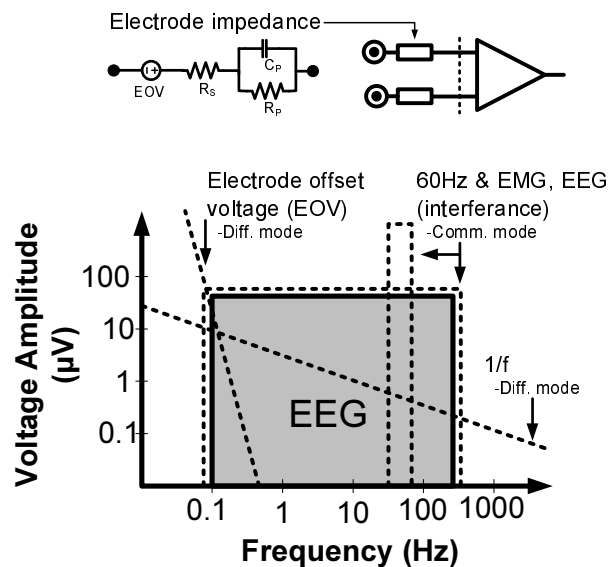 Electrode impedance
EOV
RS
CP
RP
Electrode offset
voltage (EOV)
-Diff. mode
60Hz & EMG, EEG
(interferance)
-Comm. mode
Voltage Amplitude
(µV)
100
10
1
0.1
1/f
-Diff. mode
EEG
0.1 1 10 100 1000
Frequency (Hz)